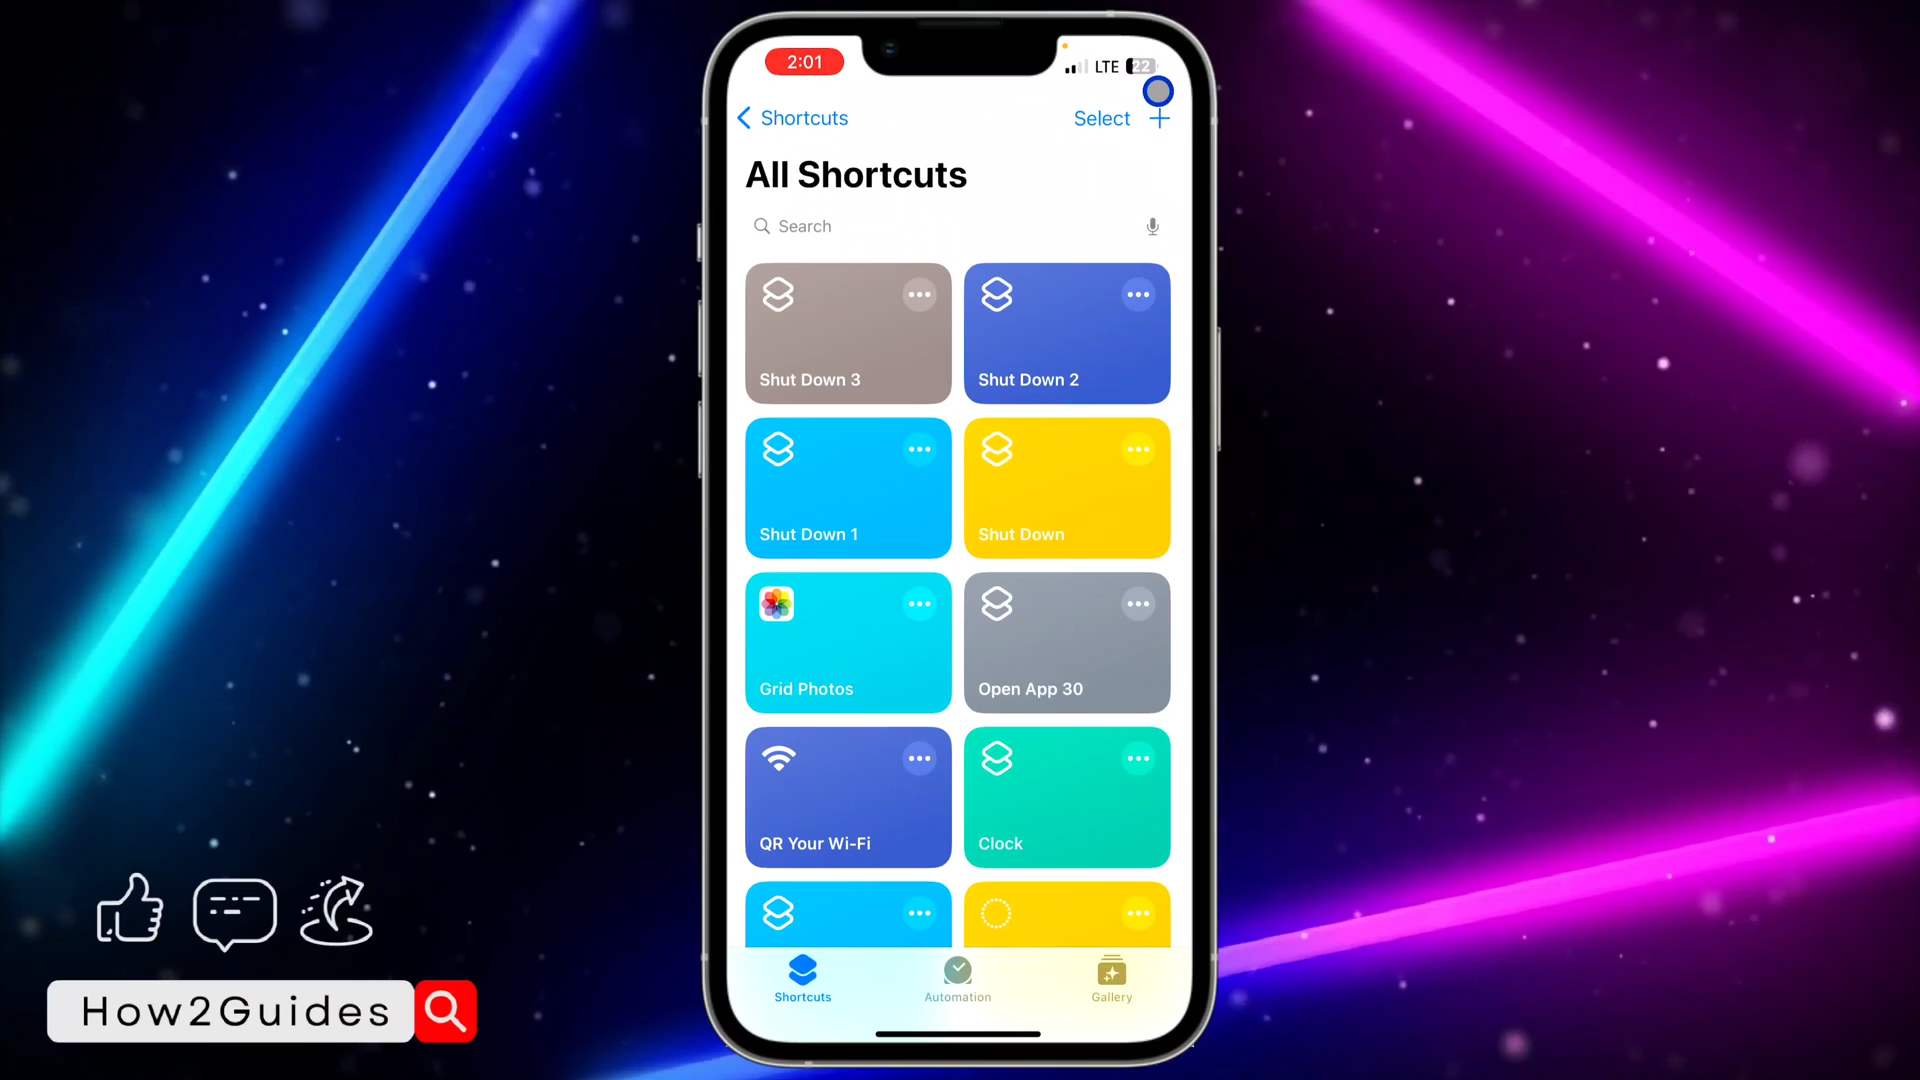 2:01
LTE 22
Shortcuts
Select +
All Shortcuts
Search
Shut Down 3
Shut Down 2
Shut Down 1
Shut Down
Grid Photos
Open App 30
QR Your Wi-Fi
Clock
Shortcuts
Automation
Gallery
How2Guides